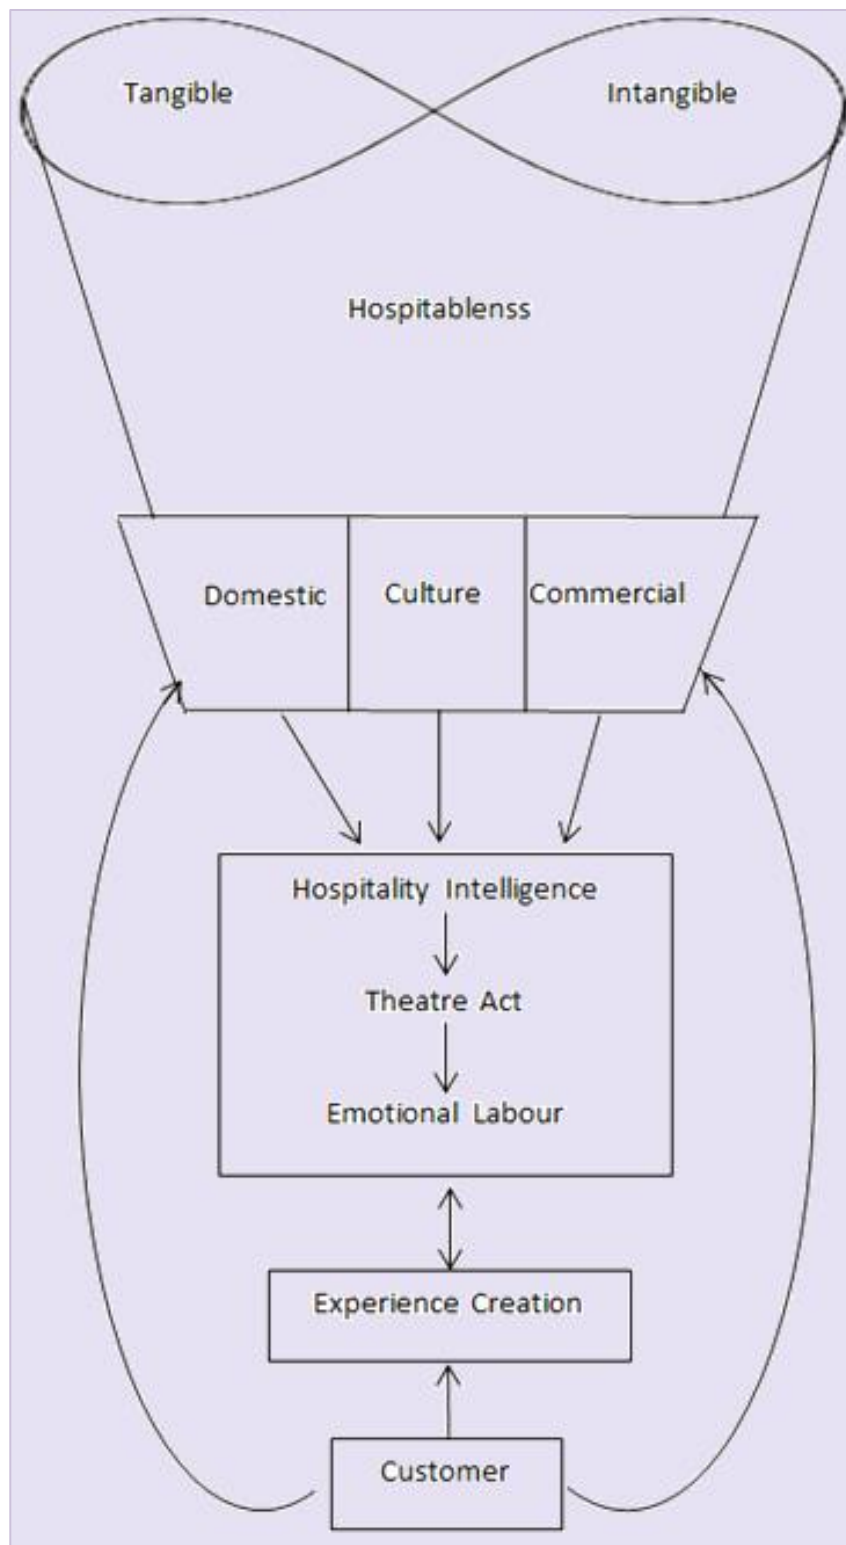 Tangible
Intangible
Hospitablenss
Domestic
Culture
Commercial
Hospitality Intelligence
Theatre Act
Emotional Labour
Experience Creation
Customer